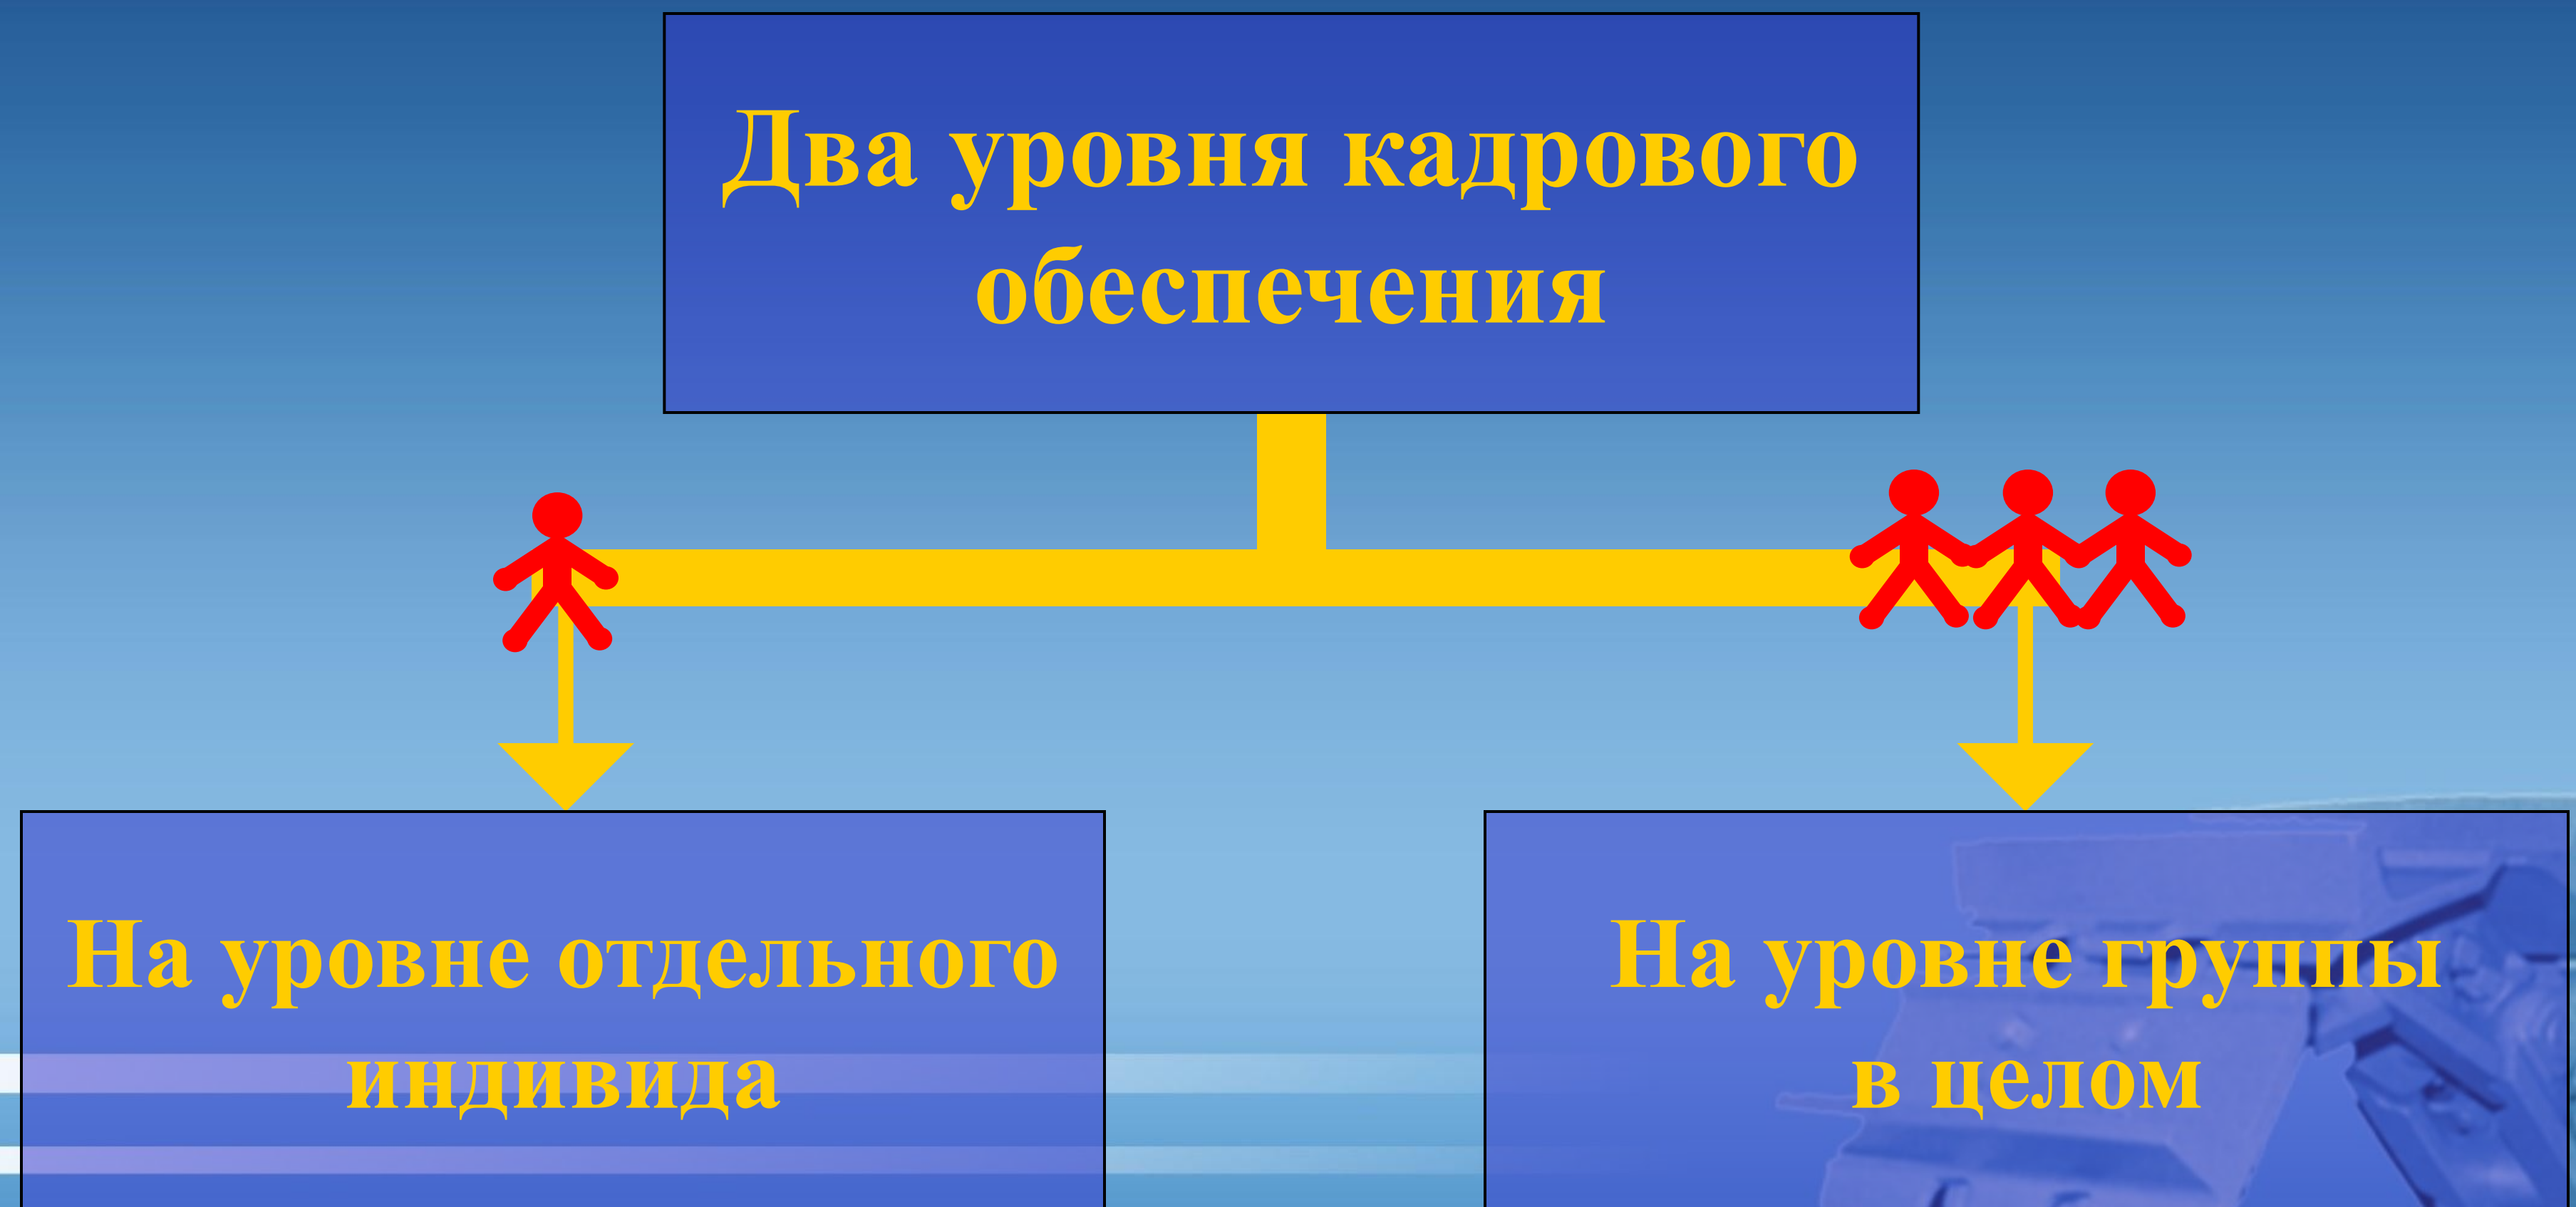 Два уровня кадрового
обеспечения
На уровне отдельного
индивида
На уровне группы
в целом